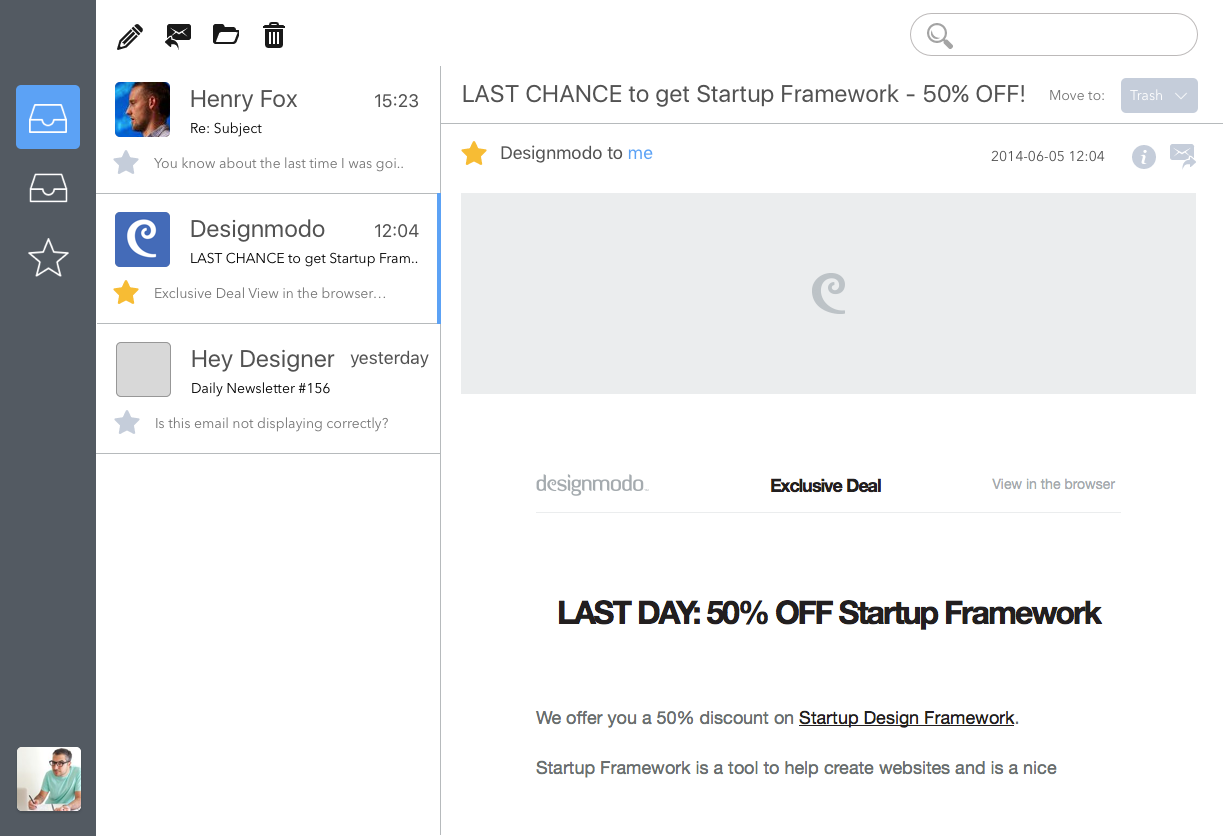 Henry Fox 15:23
Re: Subject
You know about the last time I was goi..
Designmodo 12:04
LAST CHANCE to get Startup Fram..
Exclusive Deal View in the browser…
Hey Designer yesterday
Daily Newsletter #156
Is this email not displaying correctly?
LAST CHANCE to get Startup Framework - 50% OFF! Move to: Trash
Designmodo to me 2014-06-05 12:04
designmodo Exclusive Deal View in the browser
LAST DAY: 50% OFF Startup Framework
We offer you a 50% discount on Startup Design Framework.
Startup Framework is a tool to help create websites and is a nice